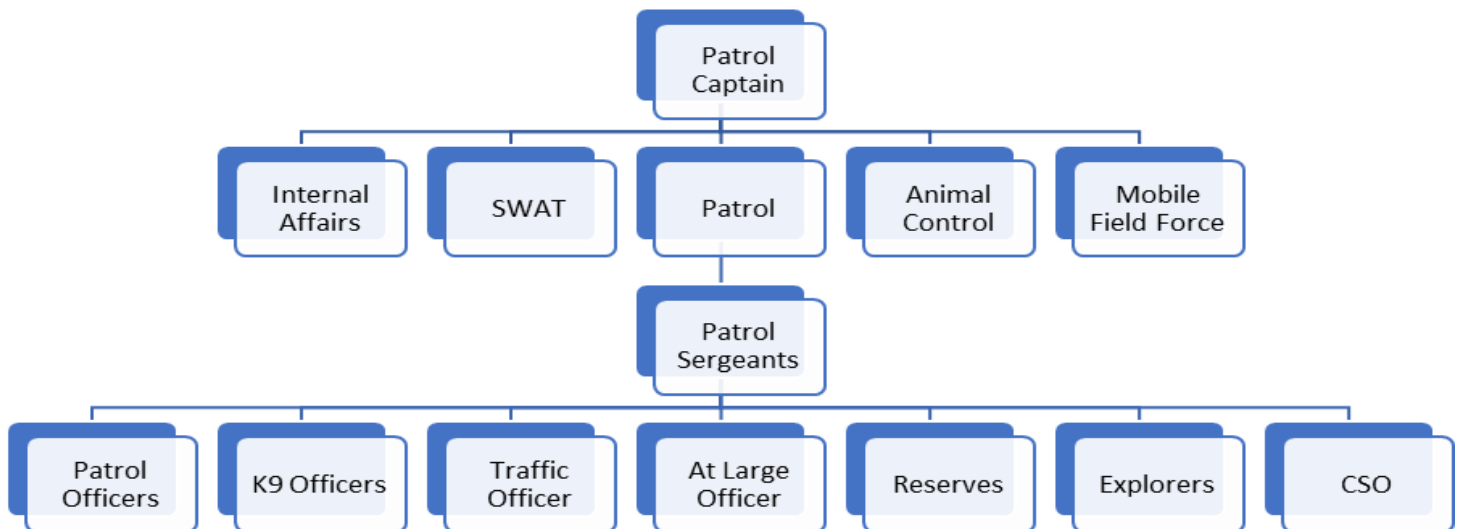 Patrol
Captain
Internal
Affairs
SWAT
Patrol
Animal
Control
Mobile
Field Force
Patrol
Sergeants
Patrol
Officers
K9 Officers
Traffic
Officer
At Large
Officer
Reserves
Explorers
CSO